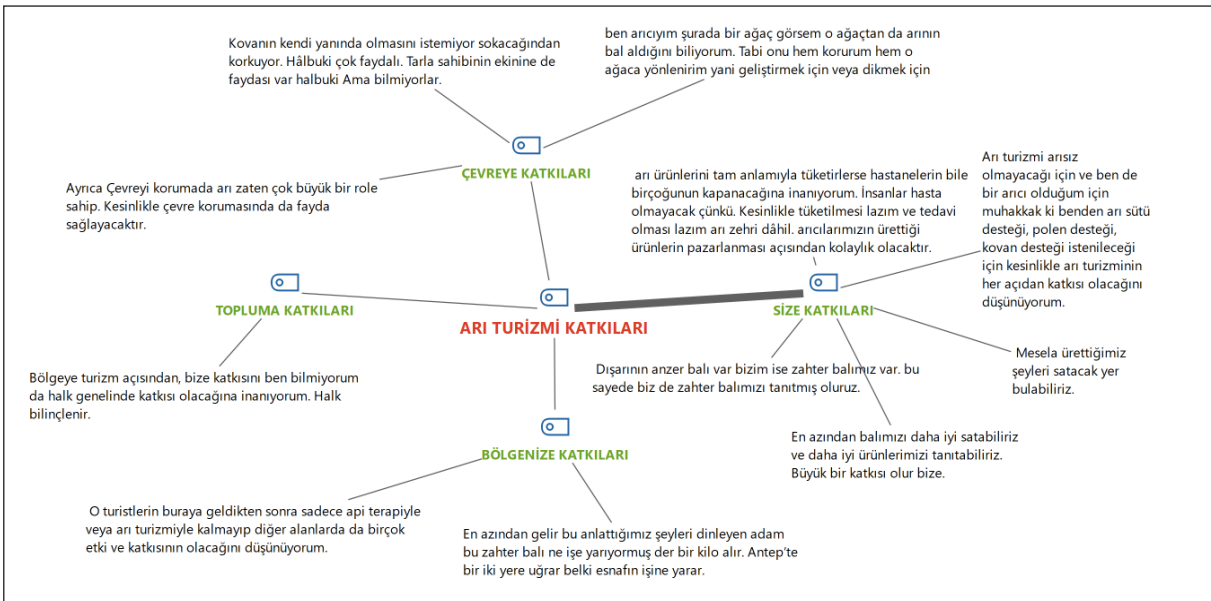 Kovanın kendi yanında olmasını istemiyor sokacağından
korkuyor. Hâlbuki çok faydalı. Tarla sahibinin ekinine de
faydası var halbuki Ama bilmiyorlar.
ben arıcıyım şurada bir ağaç görsem o ağaçtan da arının
bal aldığını biliyorum. Tabi onu hem korurum hem o
ağaca yönlenirim yani geliştirmek için veya dikmek için
ÇEVREYE KATKILARI
Ayrıca Çevreyi korumada arı zaten çok büyük bir role
sahip. Kesinlikle çevre korumasında da fayda
sağlayacaktır.
arı ürünlerini tam anlamıyla tüketirlerse hastanelerin bile
birçoğunun kapanacağına inanıyorum. İnsanlar hasta
olmayacak çünkü. Kesinlikle tüketilmesi lazım ve tedavi
olması lazım arı zehri dâhil. arıcılarımızın ürettiği
ürünlerin pazarlanması açısından kolaylık olacaktır.
Arı turizmi arısız
olmayacağı için ve ben de
bir arıcı olduğum için
muhakkak ki benden arı sütü
desteği, polen desteği,
kovan desteği istenileceği
için kesinlikle arı turizminin
her açıdan katkısı olacağını
düşünüyorum.
TOPLUMA KATKILARI
ARI TURİZMİ KATKILARI
SİZE KATKILARI
Bölgeye turizm açısından, bize katkısını ben bilmiyorum
da halk genelinde katkısı olacağına inanıyorum. Halk
bilinçlenir.
Dışarının anzer balı var bizim ise zahter balımız var. bu
sayede biz de zahter balımızı tanıtmış oluruz.
Mesela ürettiğimiz
şeyleri satacak yer
bulabiliriz.
En azından balımızı daha iyi satabiliriz
ve daha iyi ürünlerimizi tanıtabiliriz.
Büyük bir katkısı olur bize.
BÖLGENİZE KATKILARI
O turistlerin buraya geldikten sonra sadece api terapiyle
veya arı turizmiyle kalmayıp diğer alanlarda da birçok
etki ve katkısının olacağını düşünüyorum.
En azından gelir bu anlattığımız şeyleri dinleyen adam
bu zahter balı ne işe yarıyormuş der bir kilo alır. Antep'te
bir iki yere uğrar belki esnafın işine yarar.